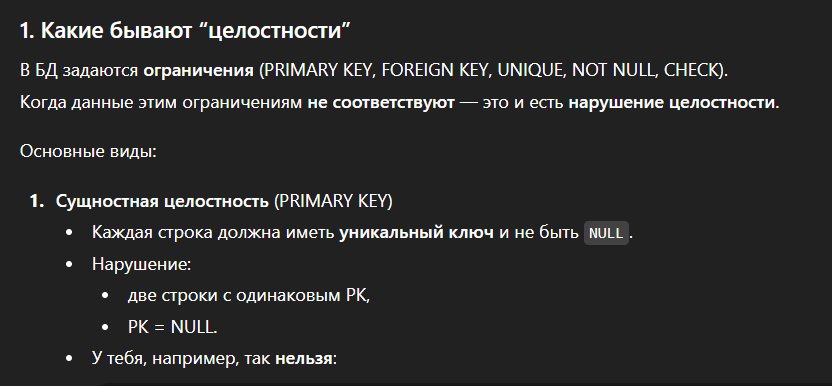 1. Какие бывают “целостности”
В БД задаются ограничения (PRIMARY KEY, FOREIGN KEY, UNIQUE, NOT NULL, CHECK).
Когда данные этим ограничениям не соответствуют — это и есть нарушение целостности.
Основные виды:
1. Сущностная целостность (PRIMARY KEY)
• Каждая строка должна иметь уникальный ключ и не быть NULL.
• Нарушение:
• две строки с одинаковым PK,
• PK = NULL.
• У тебя, например, так нельзя: